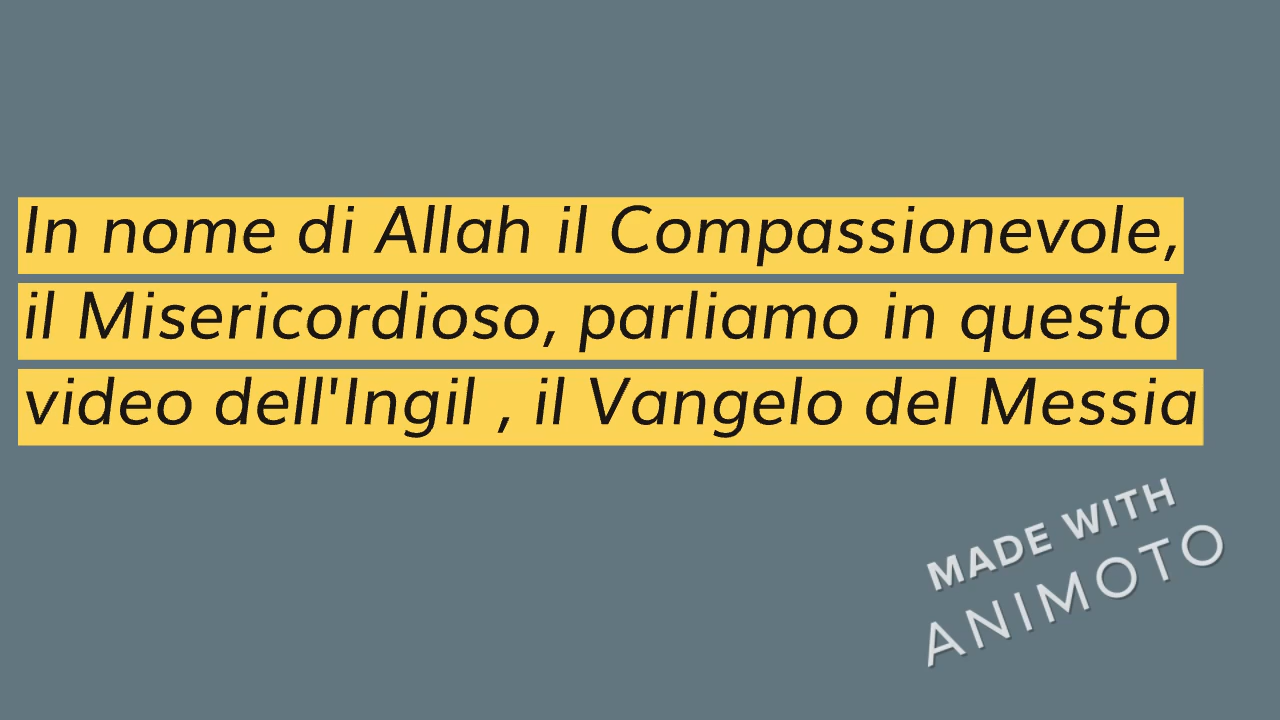 In nome di Allah il Compassionevole,
il Misericordioso, parliamo in questo
video dell'Ingil , il Vangelo del Messia
MADE WITH
ANIMOTO